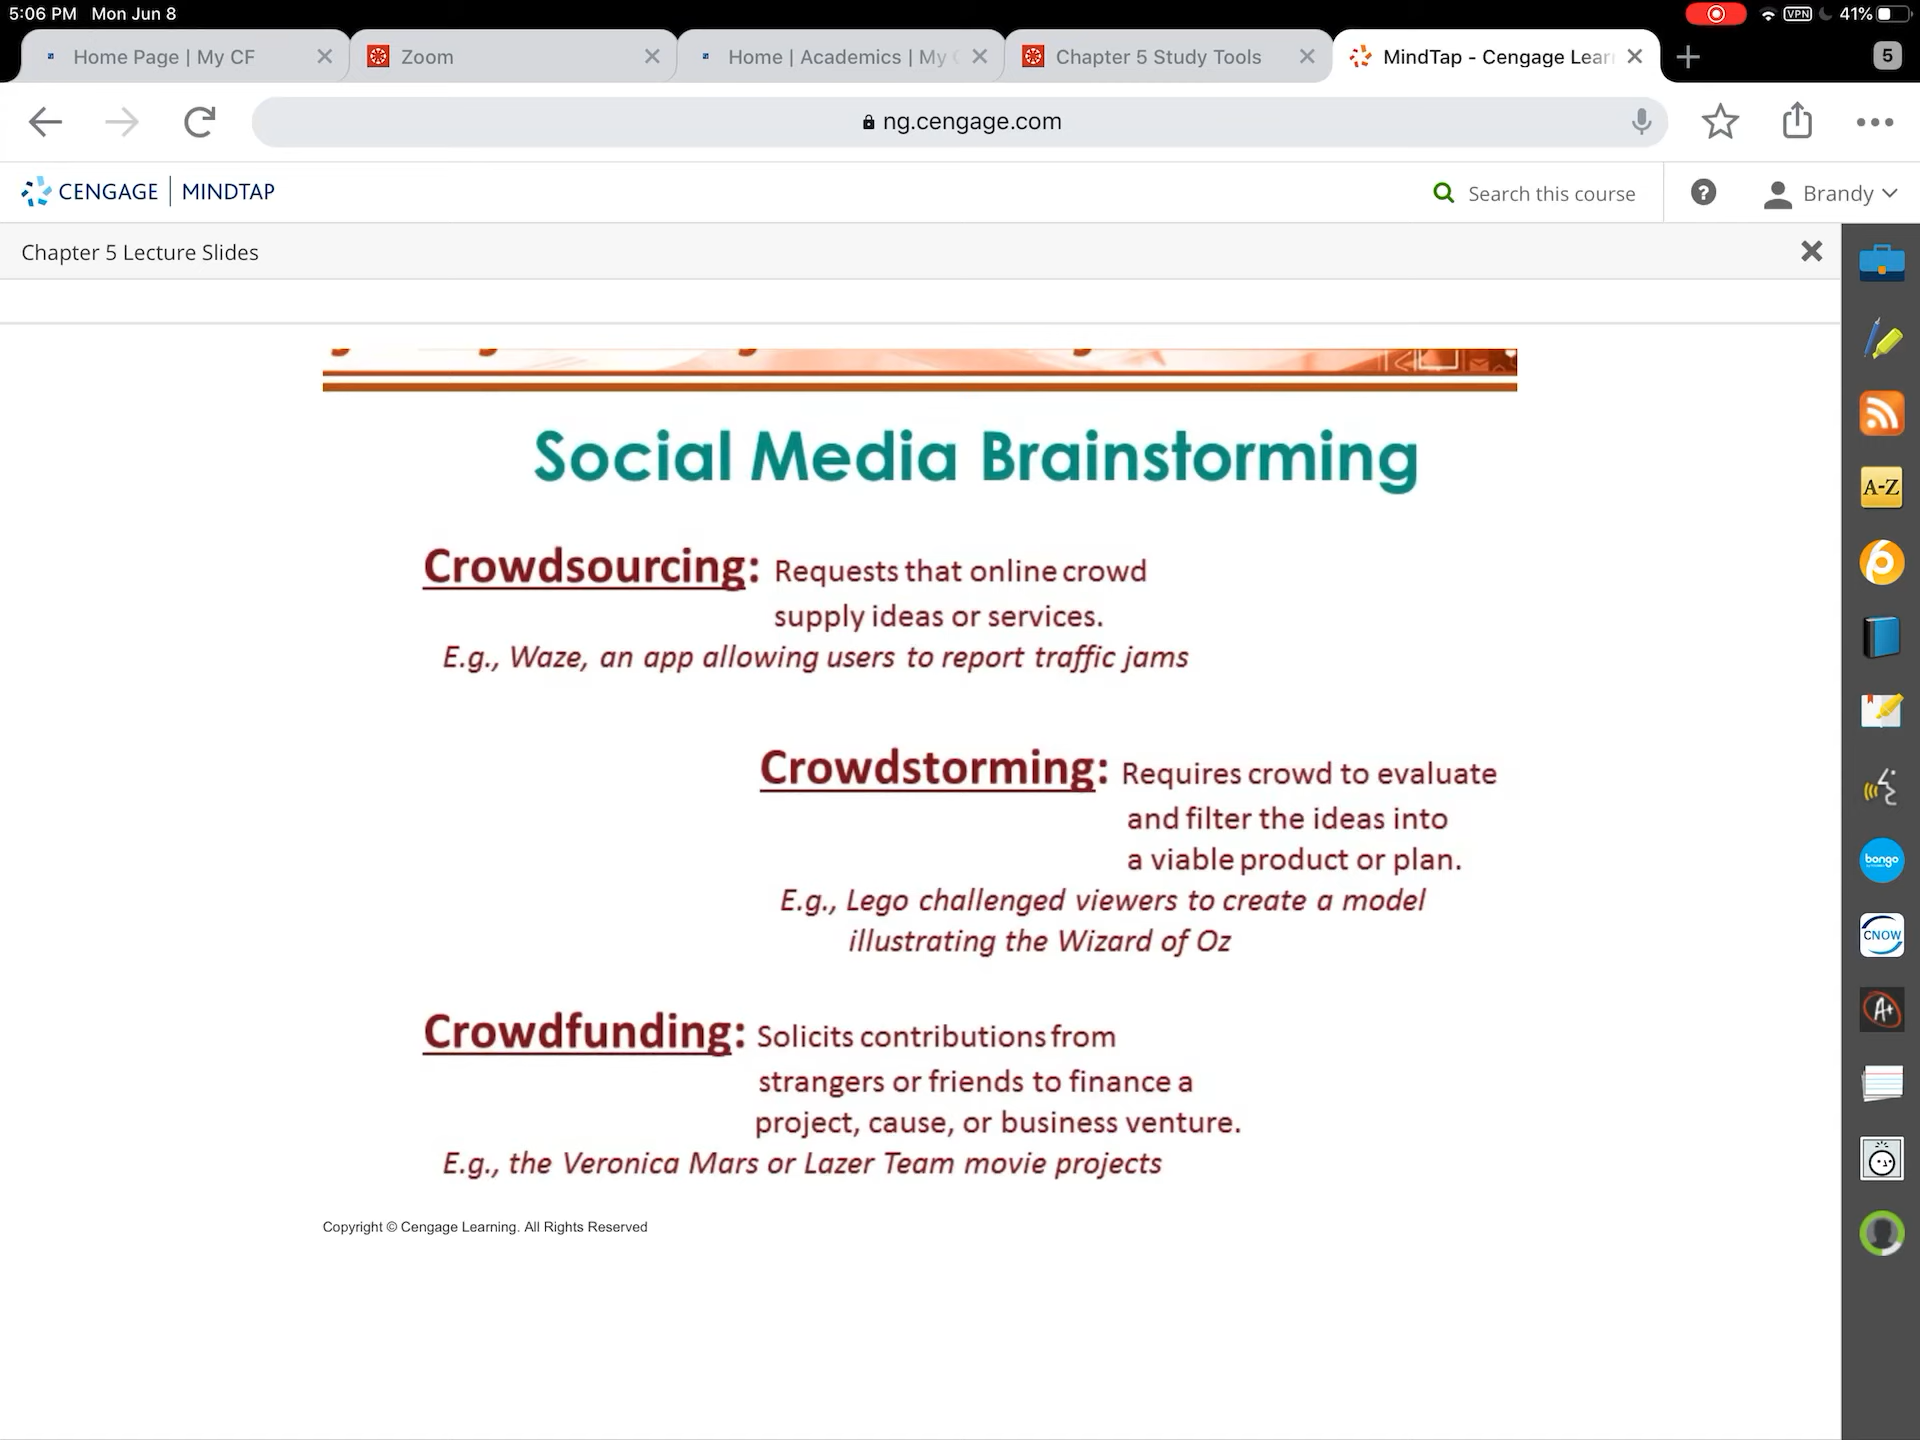 5:06 PM Mon Jun 8
VPN 41%
Home Page | My CF
Zoom
Home | Academics | My
Chapter 5 Study Tools
MindTap - Cengage Lear
5
ng.cengage.com
CENGAGE | MINDTAP
Search this course
?
Brandy
Chapter 5 Lecture Slides
Social Media Brainstorming
Crowdsourcing: Requests that online crowd
supply ideas or services.
E.g., Waze, an app allowing users to report traffic jams
Crowdstorming: Requires crowd to evaluate
and filter the ideas into
a viable product or plan.
E.g., Lego challenged viewers to create a model
illustrating the Wizard of Oz
Crowdfunding: Solicits contributions from
strangers or friends to finance a
project, cause, or business venture.
E.g., the Veronica Mars or Lazer Team movie projects
Copyright © Cengage Learning. All Rights Reserved
A-Z
bongo
CNOW
A+